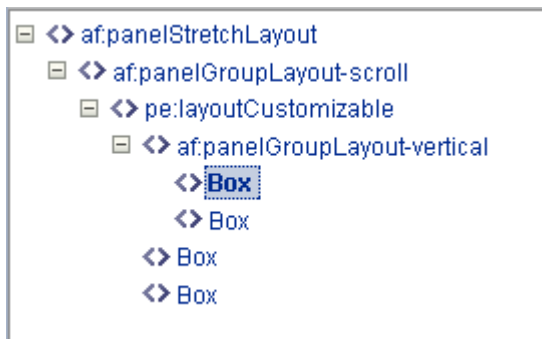 af:panelStretchLayout
af:panelGroupLayout-scroll
pe:layoutCustomizable
af:panelGroupLayout-vertical
Box
Box
Box
Box